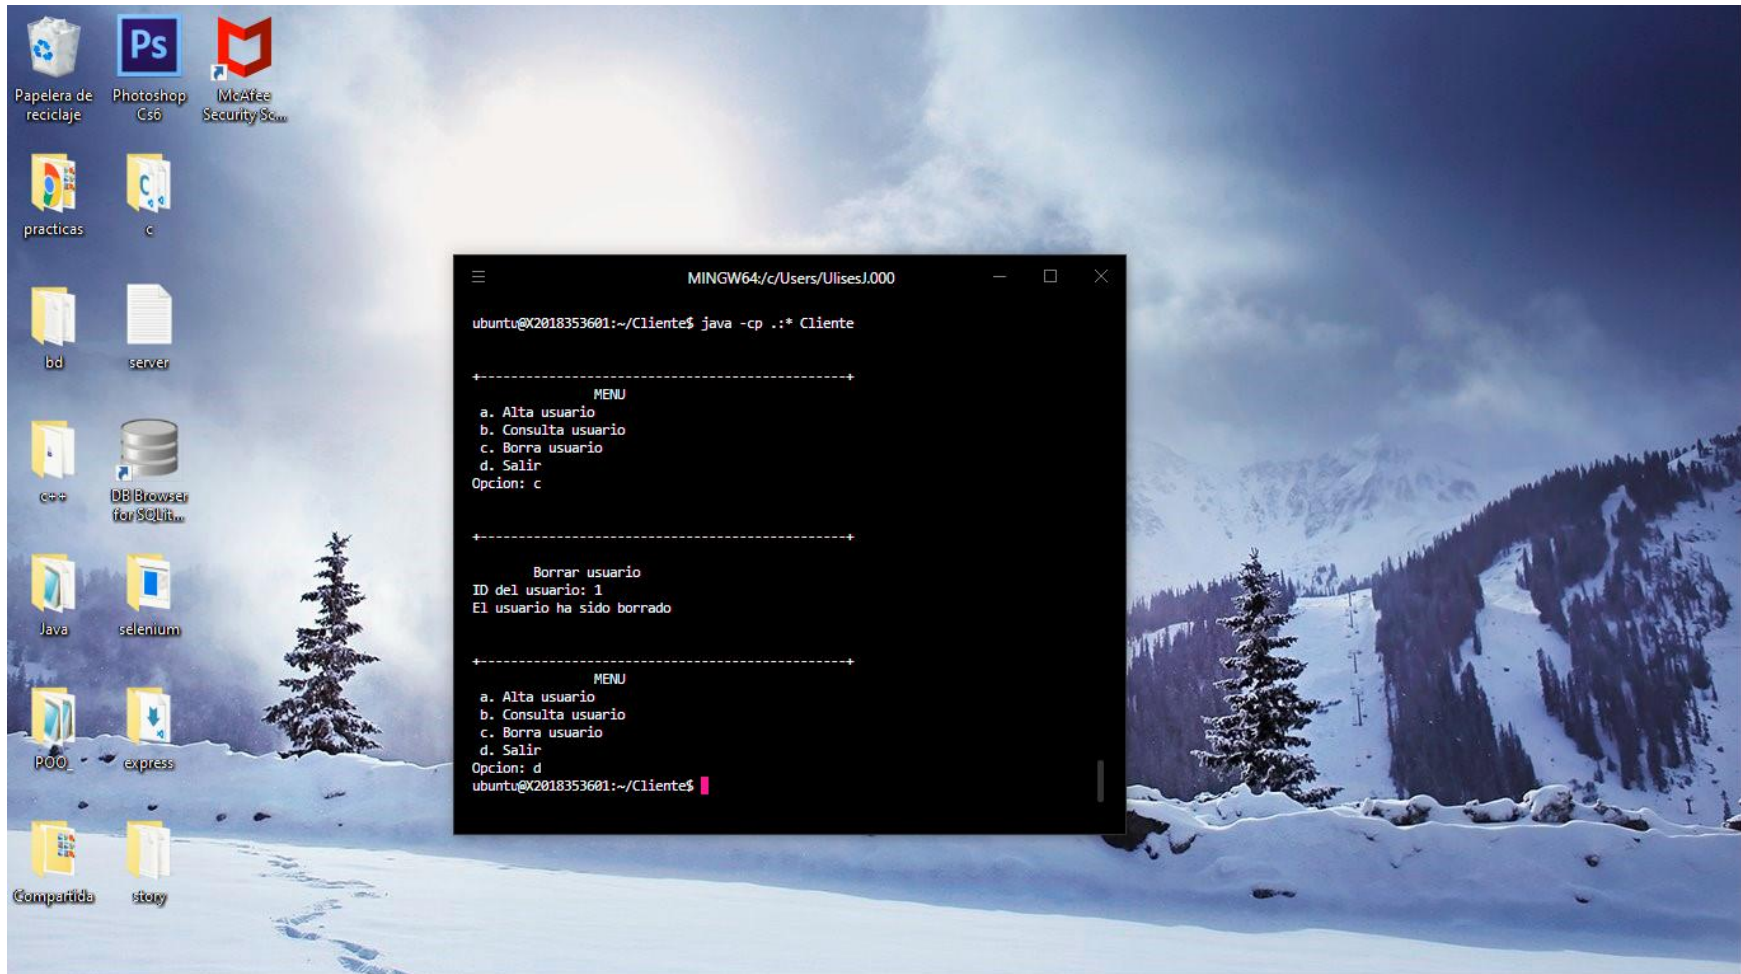 Papelera de
reciclaje
Ps
Photoshop
Cs6
McAfee
Security Sc...
practicas
C
c
bd
server
c++
DB Browser
for SQLit...
Java
selenium
POO_
express
Compartida
story
MINGW64:/c/Users/UlisesJ.000
ubuntu@X2018353601:~/Cliente$ java -cp .:* Cliente
+------------------------------------------------+
MENU
a. Alta usuario
b. Consulta usuario
c. Borra usuario
d. Salir
Opcion: c
+------------------------------------------------+
Borrar usuario
ID del usuario: 1
El usuario ha sido borrado
+------------------------------------------------+
MENU
a. Alta usuario
b. Consulta usuario
c. Borra usuario
d. Salir
Opcion: d
ubuntu@X2018353601:~/Cliente$